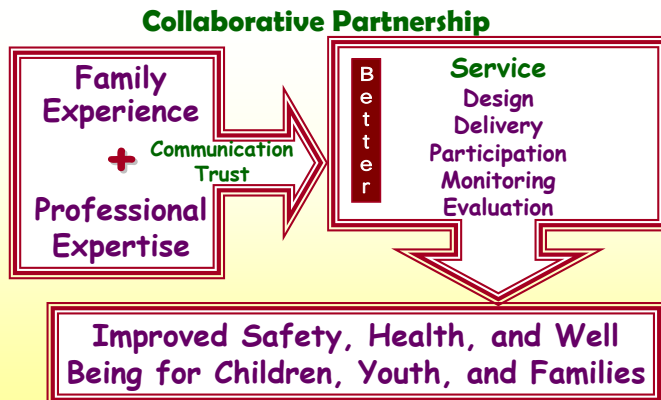 Collaborative Partnership
Family
Experience
+
Professional
Expertise
Communication
Trust
Better
Service
Design
Delivery
Participation
Monitoring
Evaluation
Improved Safety, Health, and Well
Being for Children, Youth, and Families